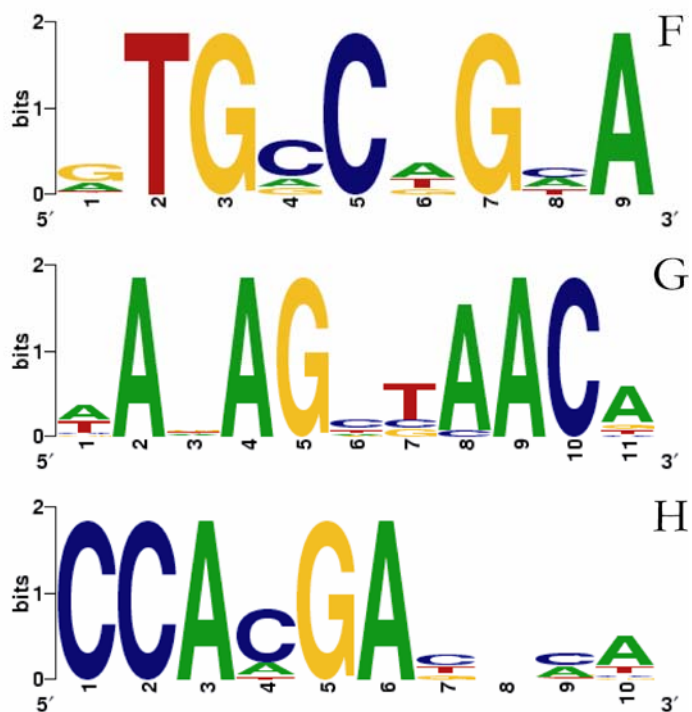 2 F
bits
1
G T G C C A G C A
A A T A
G G T
0
5′ 1 2 3 4 5 6 7 8 9 3′
2 G
bits
1
A A A G C T A A C A
T T C C G
G T
0
5′ 1 2 3 4 5 6 7 8 9 10 11 3′
2 H
bits
1
C C A C G A C C A
A T A T
T G
0
5′ 1 2 3 4 5 6 7 8 9 10 3′